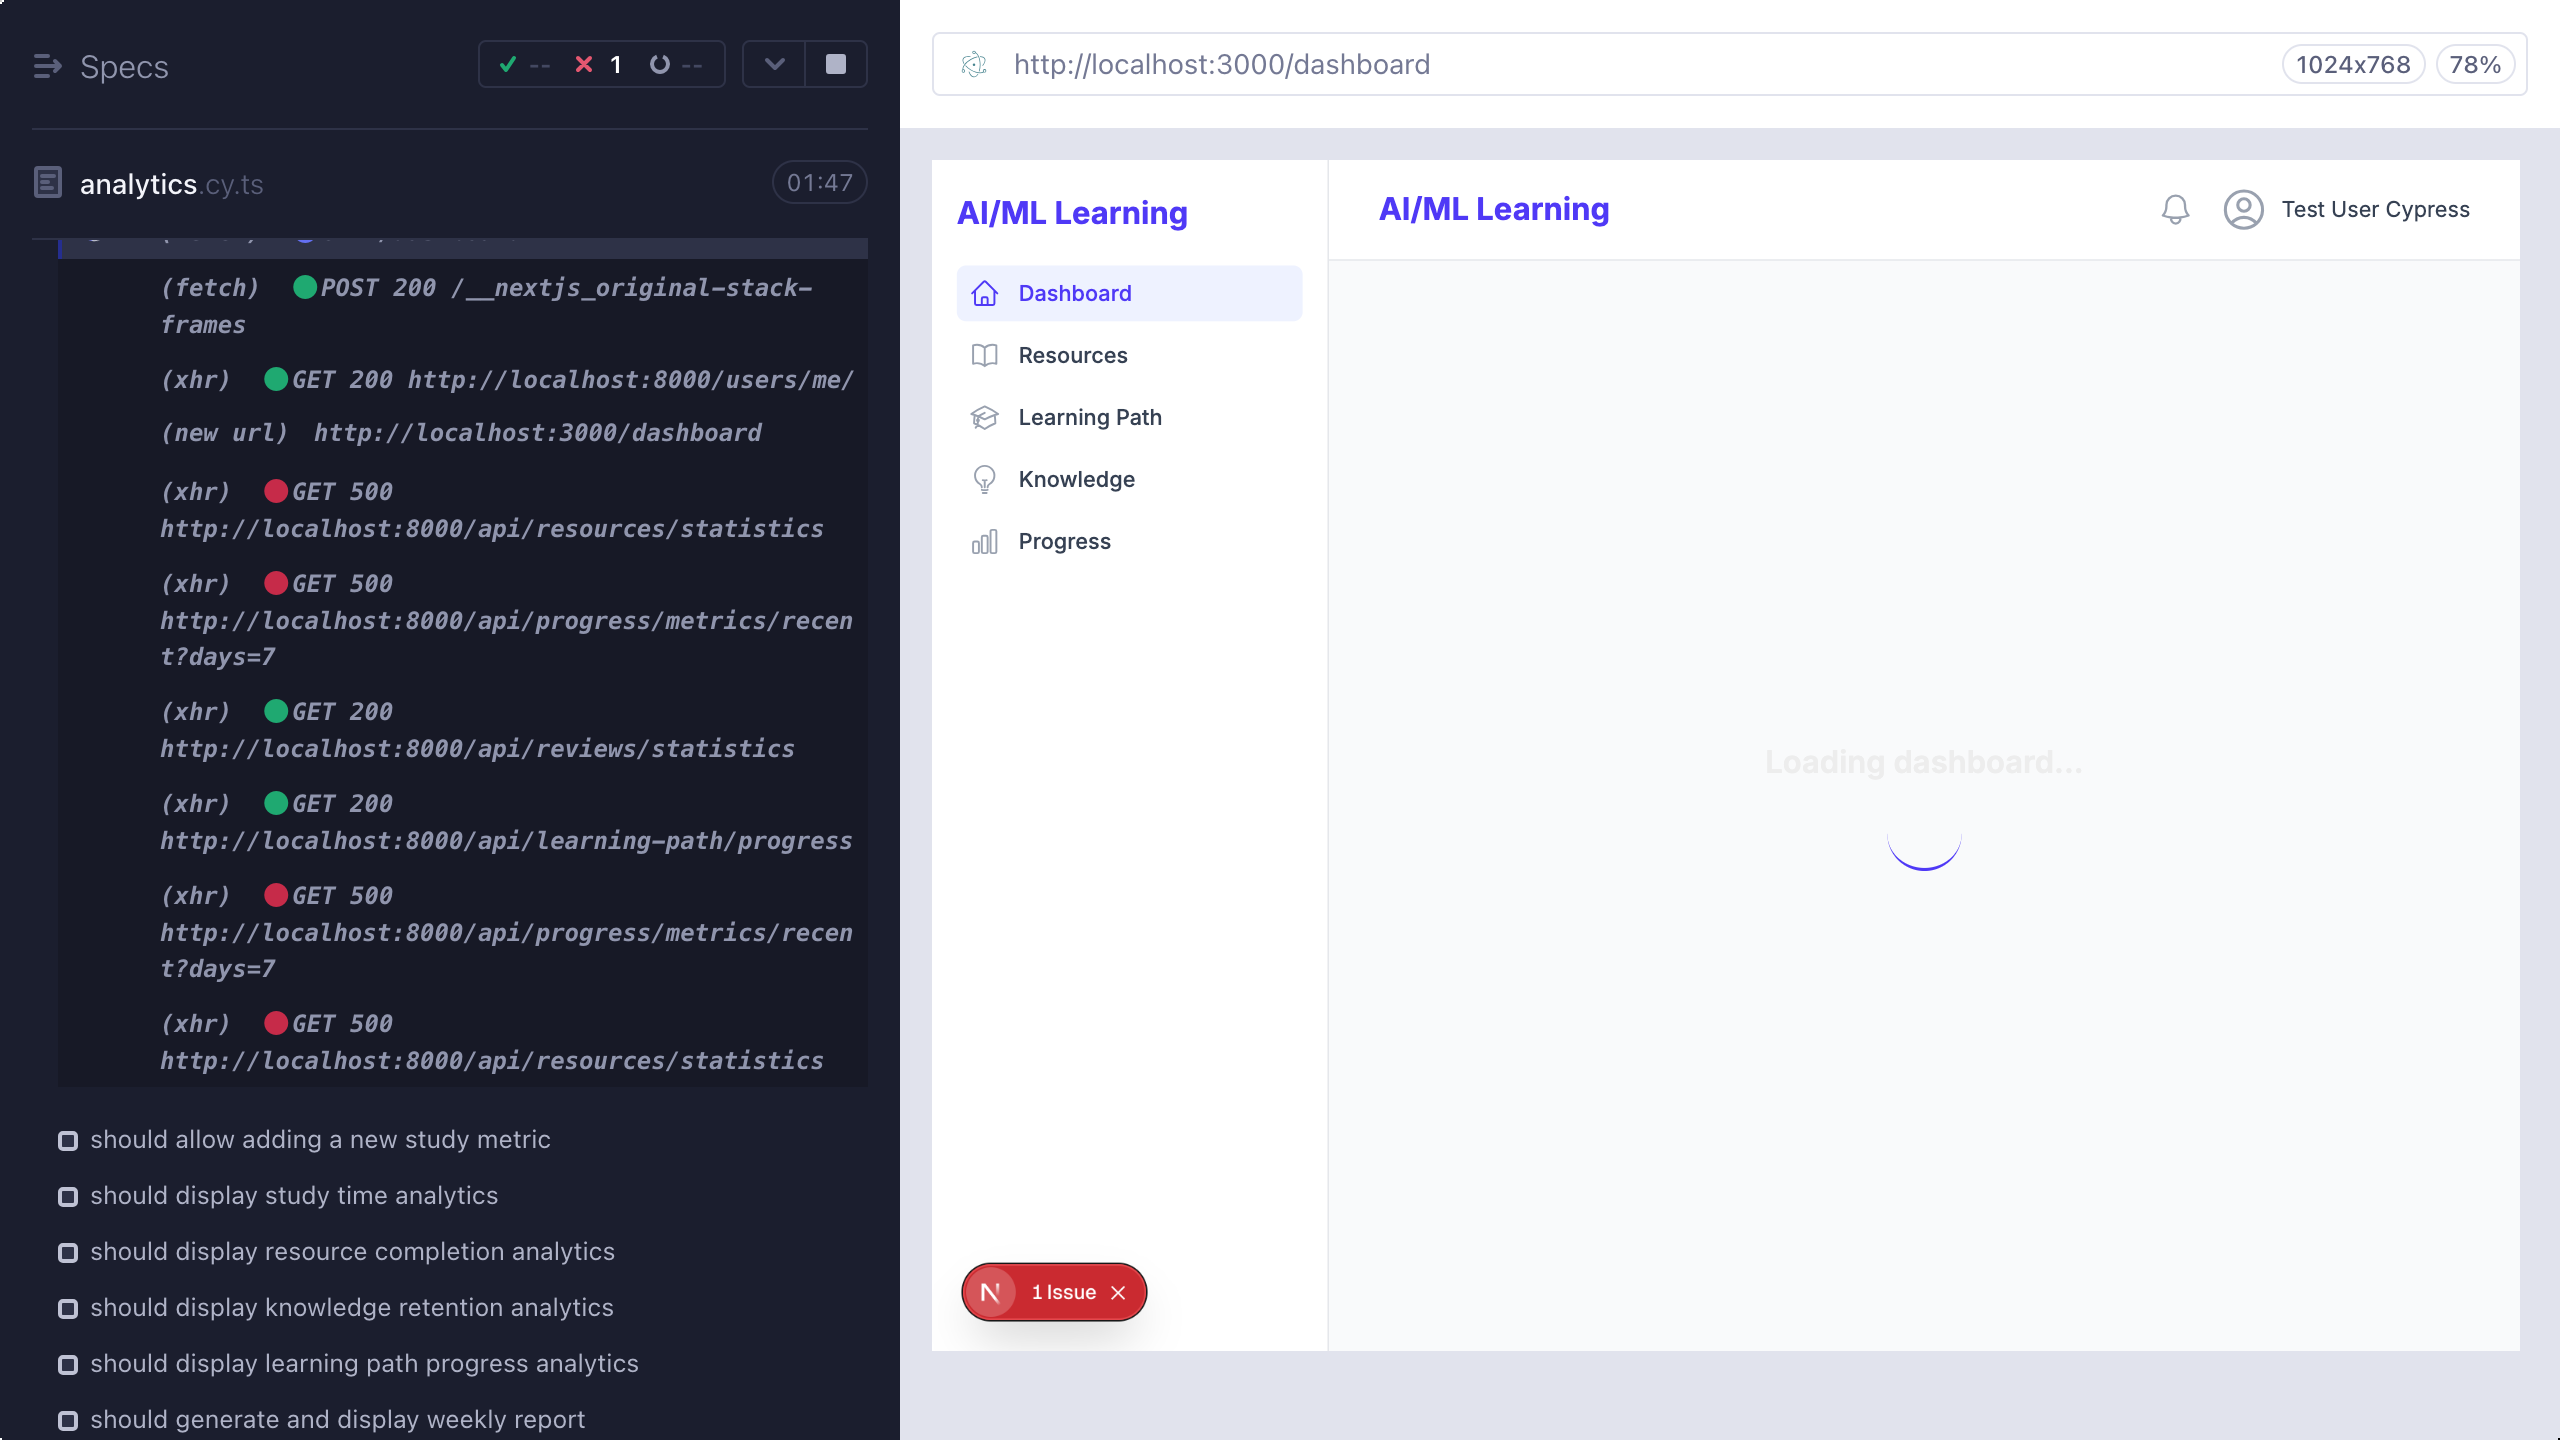 Specs
-- 1 --
analytics.cy.ts
01:47
(fetch) POST 200 /__nextjs_original-stack-
frames
(xhr) GET 200 http://localhost:8000/users/me/
(new url) http://localhost:3000/dashboard
(xhr) GET 500
http://localhost:8000/api/resources/statistics
(xhr) GET 500
http://localhost:8000/api/progress/metrics/recen
t?days=7
(xhr) GET 200
http://localhost:8000/api/reviews/statistics
(xhr) GET 200
http://localhost:8000/api/learning-path/progress
(xhr) GET 500
http://localhost:8000/api/progress/metrics/recen
t?days=7
(xhr) GET 500
http://localhost:8000/api/resources/statistics
should allow adding a new study metric
should display study time analytics
should display resource completion analytics
should display knowledge retention analytics
should display learning path progress analytics
should generate and display weekly report
http://localhost:3000/dashboard
1024x768
78%
AI/ML Learning
Dashboard
Resources
Learning Path
Knowledge
Progress
N 1 Issue
AI/ML Learning
Test User Cypress
Loading dashboard...